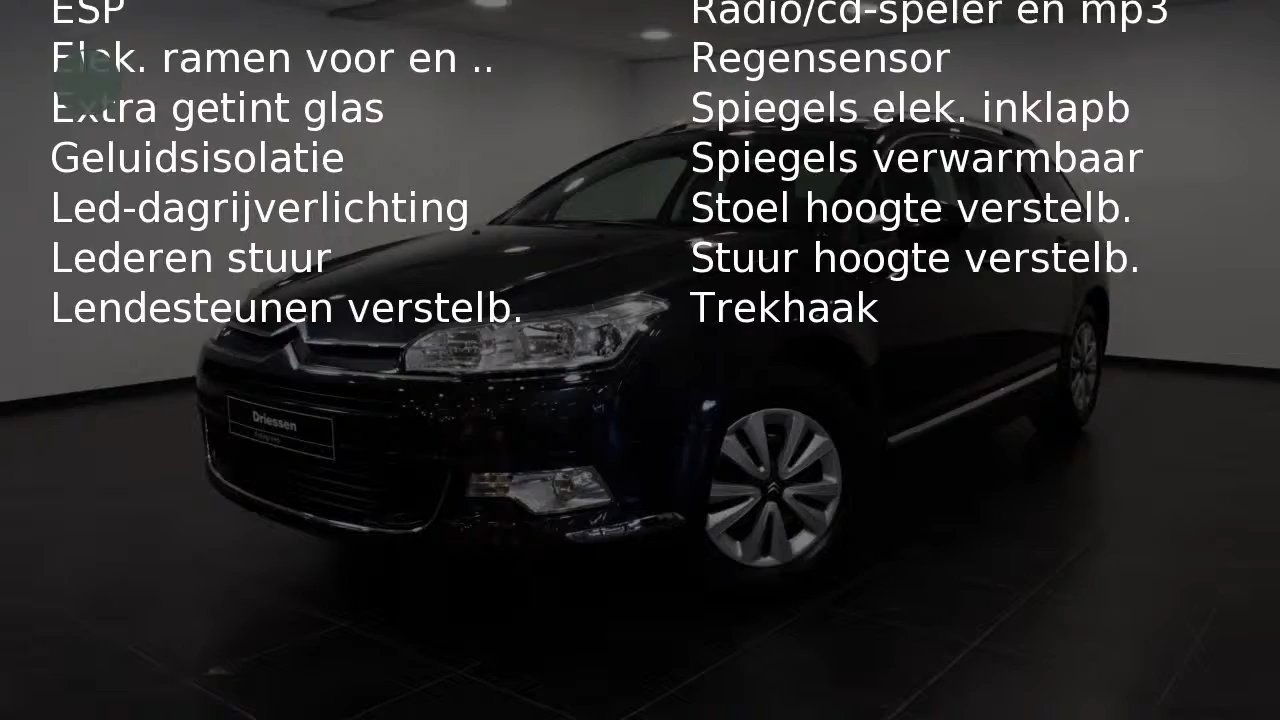 ESP
Elek. ramen voor en ..
Extra getint glas
Geluidsisolatie
Led-dagrijverlichting
Lederen stuur
Lendesteunen verstelb.
Radio/cd-speler en mp3
Regensensor
Spiegels elek. inklapb
Spiegels verwarmbaar
Stoel hoogte verstelb.
Stuur hoogte verstelb.
Trekhaak
Driessen